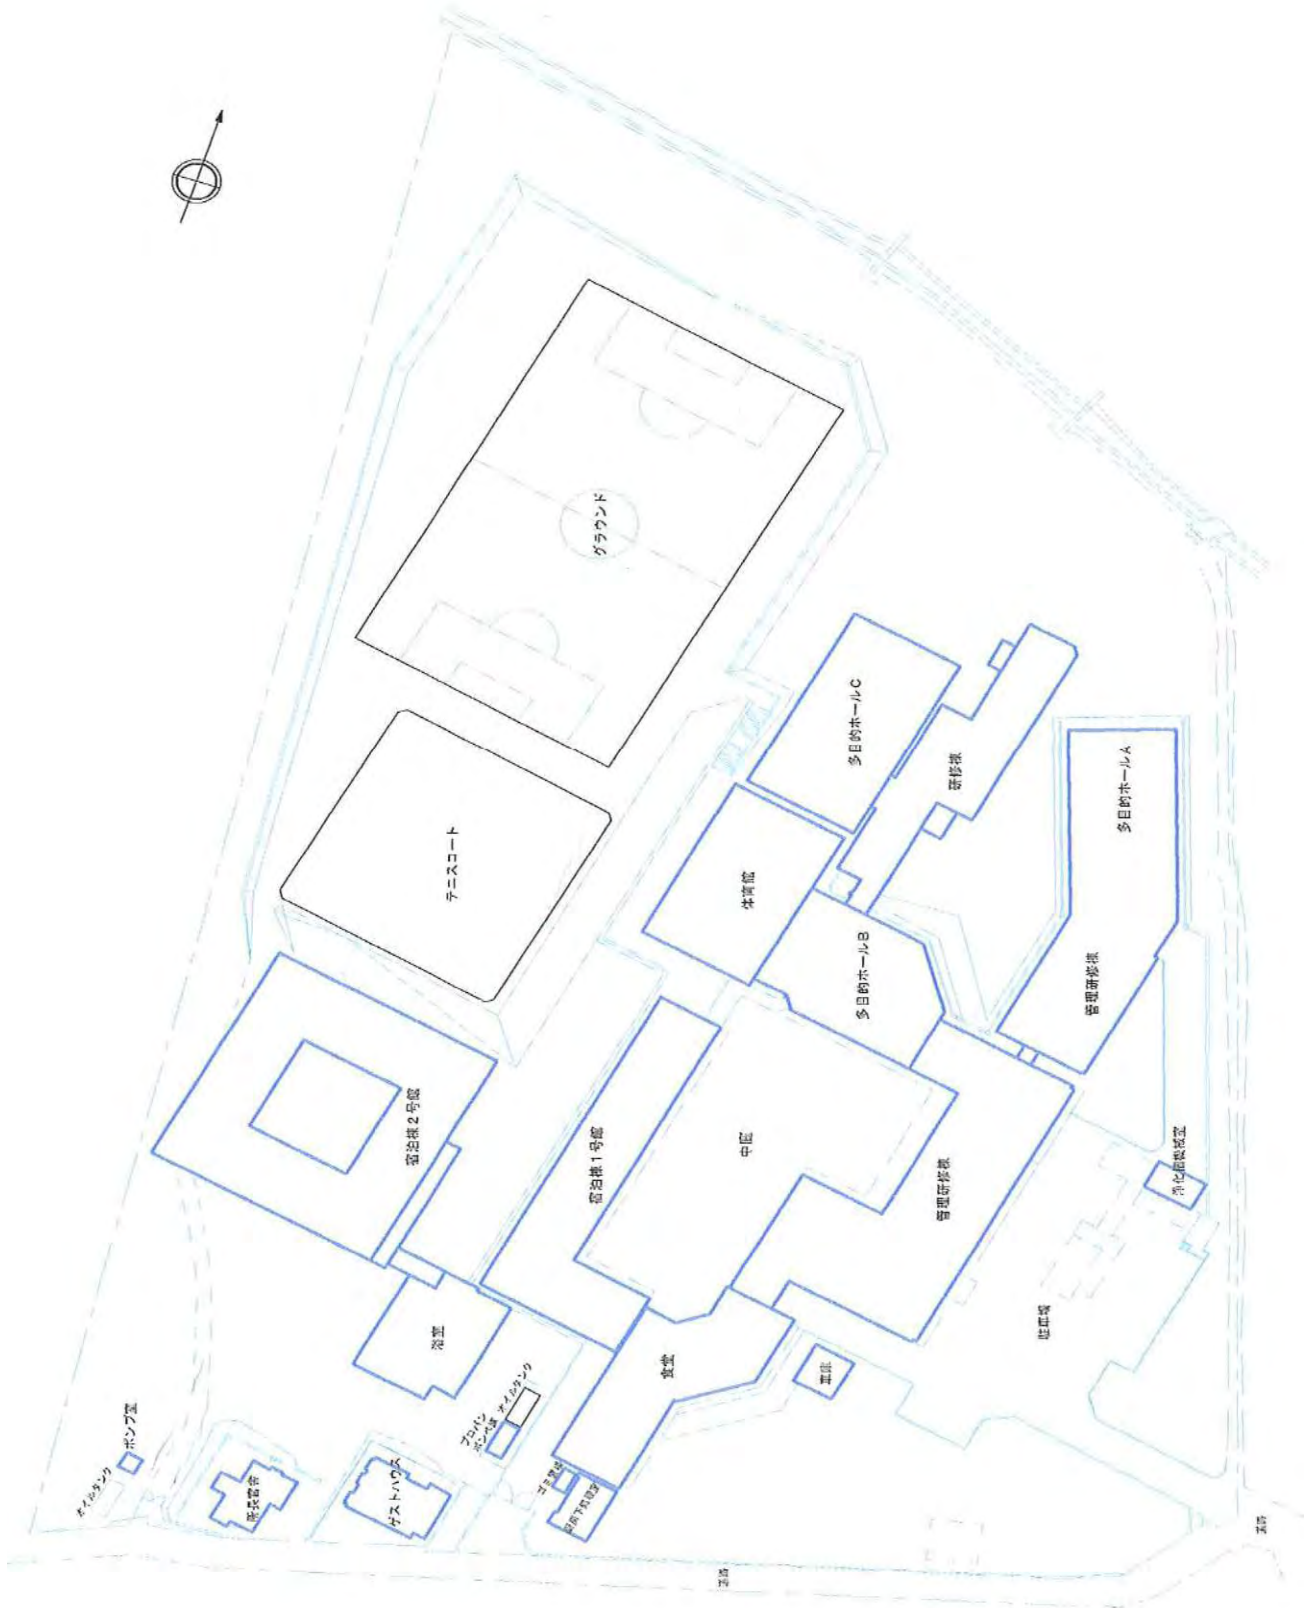 グラウンド
テニスコート
多目的ホールC
研修棟
多目的ホールA
体育館
多目的ホールB
管理研修棟
宿泊棟2号館
宿泊棟1号館
中庭
管理研修棟
浄化槽機械室
浴室
食堂
車庫
駐車場
プロパン
ボンベ庫
オイルタンク
ポンプ室
オイルタンク
所長宿舎
ゲストハウス
道路
道路